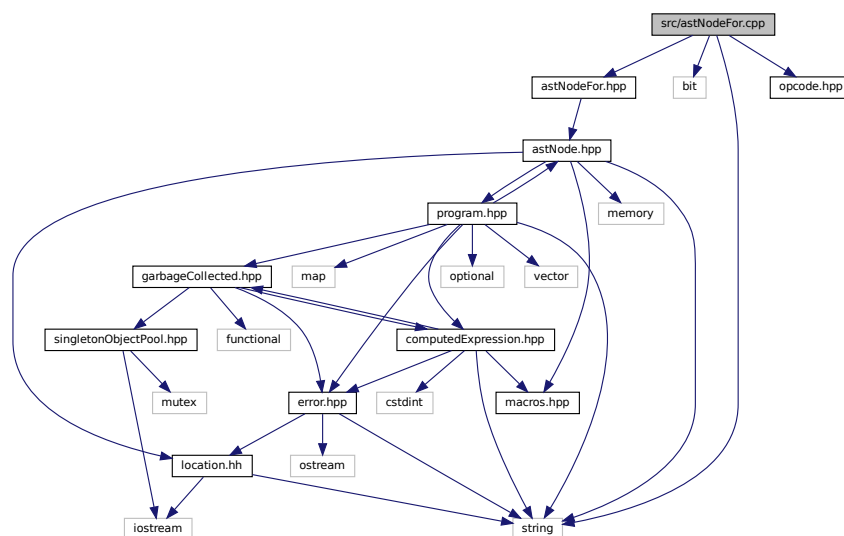 src/astNodeFor.cpp
astNodeFor.hpp
bit
opcode.hpp
astNode.hpp
program.hpp
memory
garbageCollected.hpp
map
optional
vector
singletonObjectPool.hpp
functional
computedExpression.hpp
mutex
error.hpp
cstdint
macros.hpp
location.hh
ostream
iostream
string